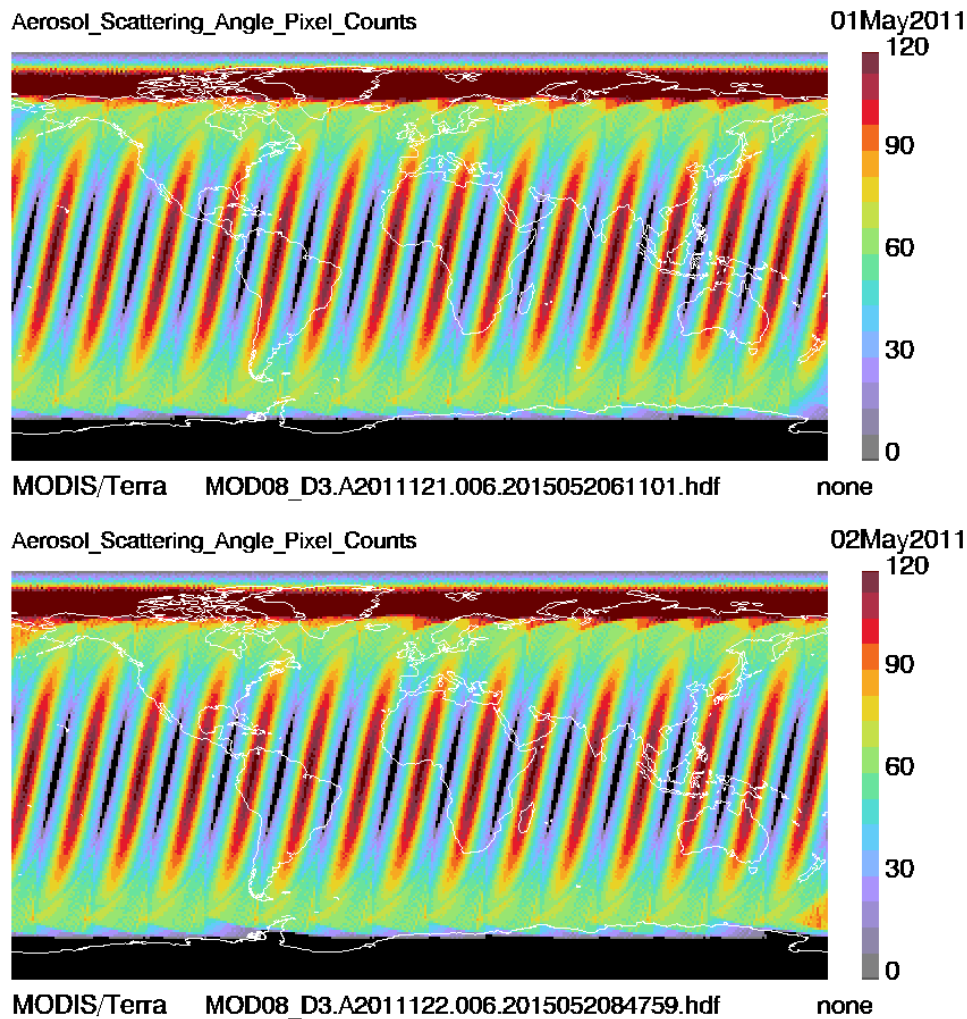 Aerosol_Scattering_Angle_Pixel_Counts 01May2011
120
90
60
30
0
MODIS/Terra MOD08_D3.A2011121.006.2015052061101.hdf none
Aerosol_Scattering_Angle_Pixel_Counts 02May2011
120
90
60
30
0
MODIS/Terra MOD08_D3.A2011122.006.2015052084759.hdf none